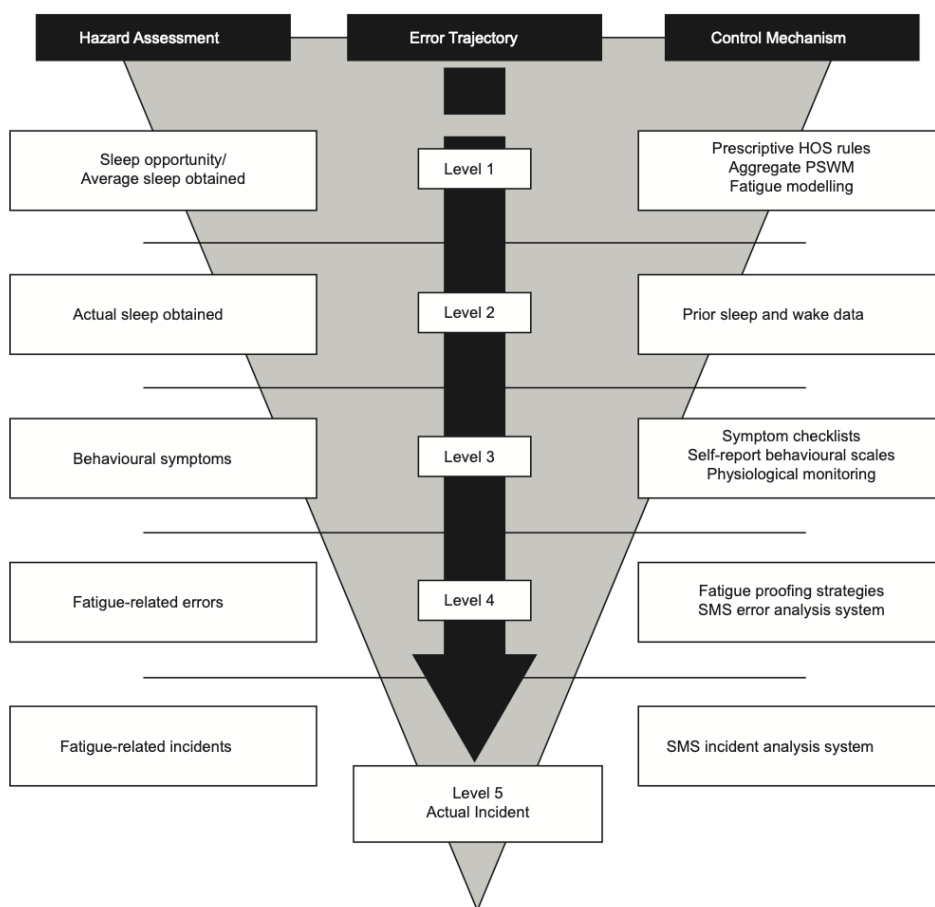 Hazard Assessment
Error Trajectory
Control Mechanism
Sleep opportunity/
Average sleep obtained
Level 1
Prescriptive HOS rules
Aggregate PSWM
Fatigue modelling
Actual sleep obtained
Level 2
Prior sleep and wake data
Behavioural symptoms
Level 3
Symptom checklists
Self-report behavioural scales
Physiological monitoring
Fatigue-related errors
Level 4
Fatigue proofing strategies
SMS error analysis system
Fatigue-related incidents
SMS incident analysis system
Level 5
Actual Incident